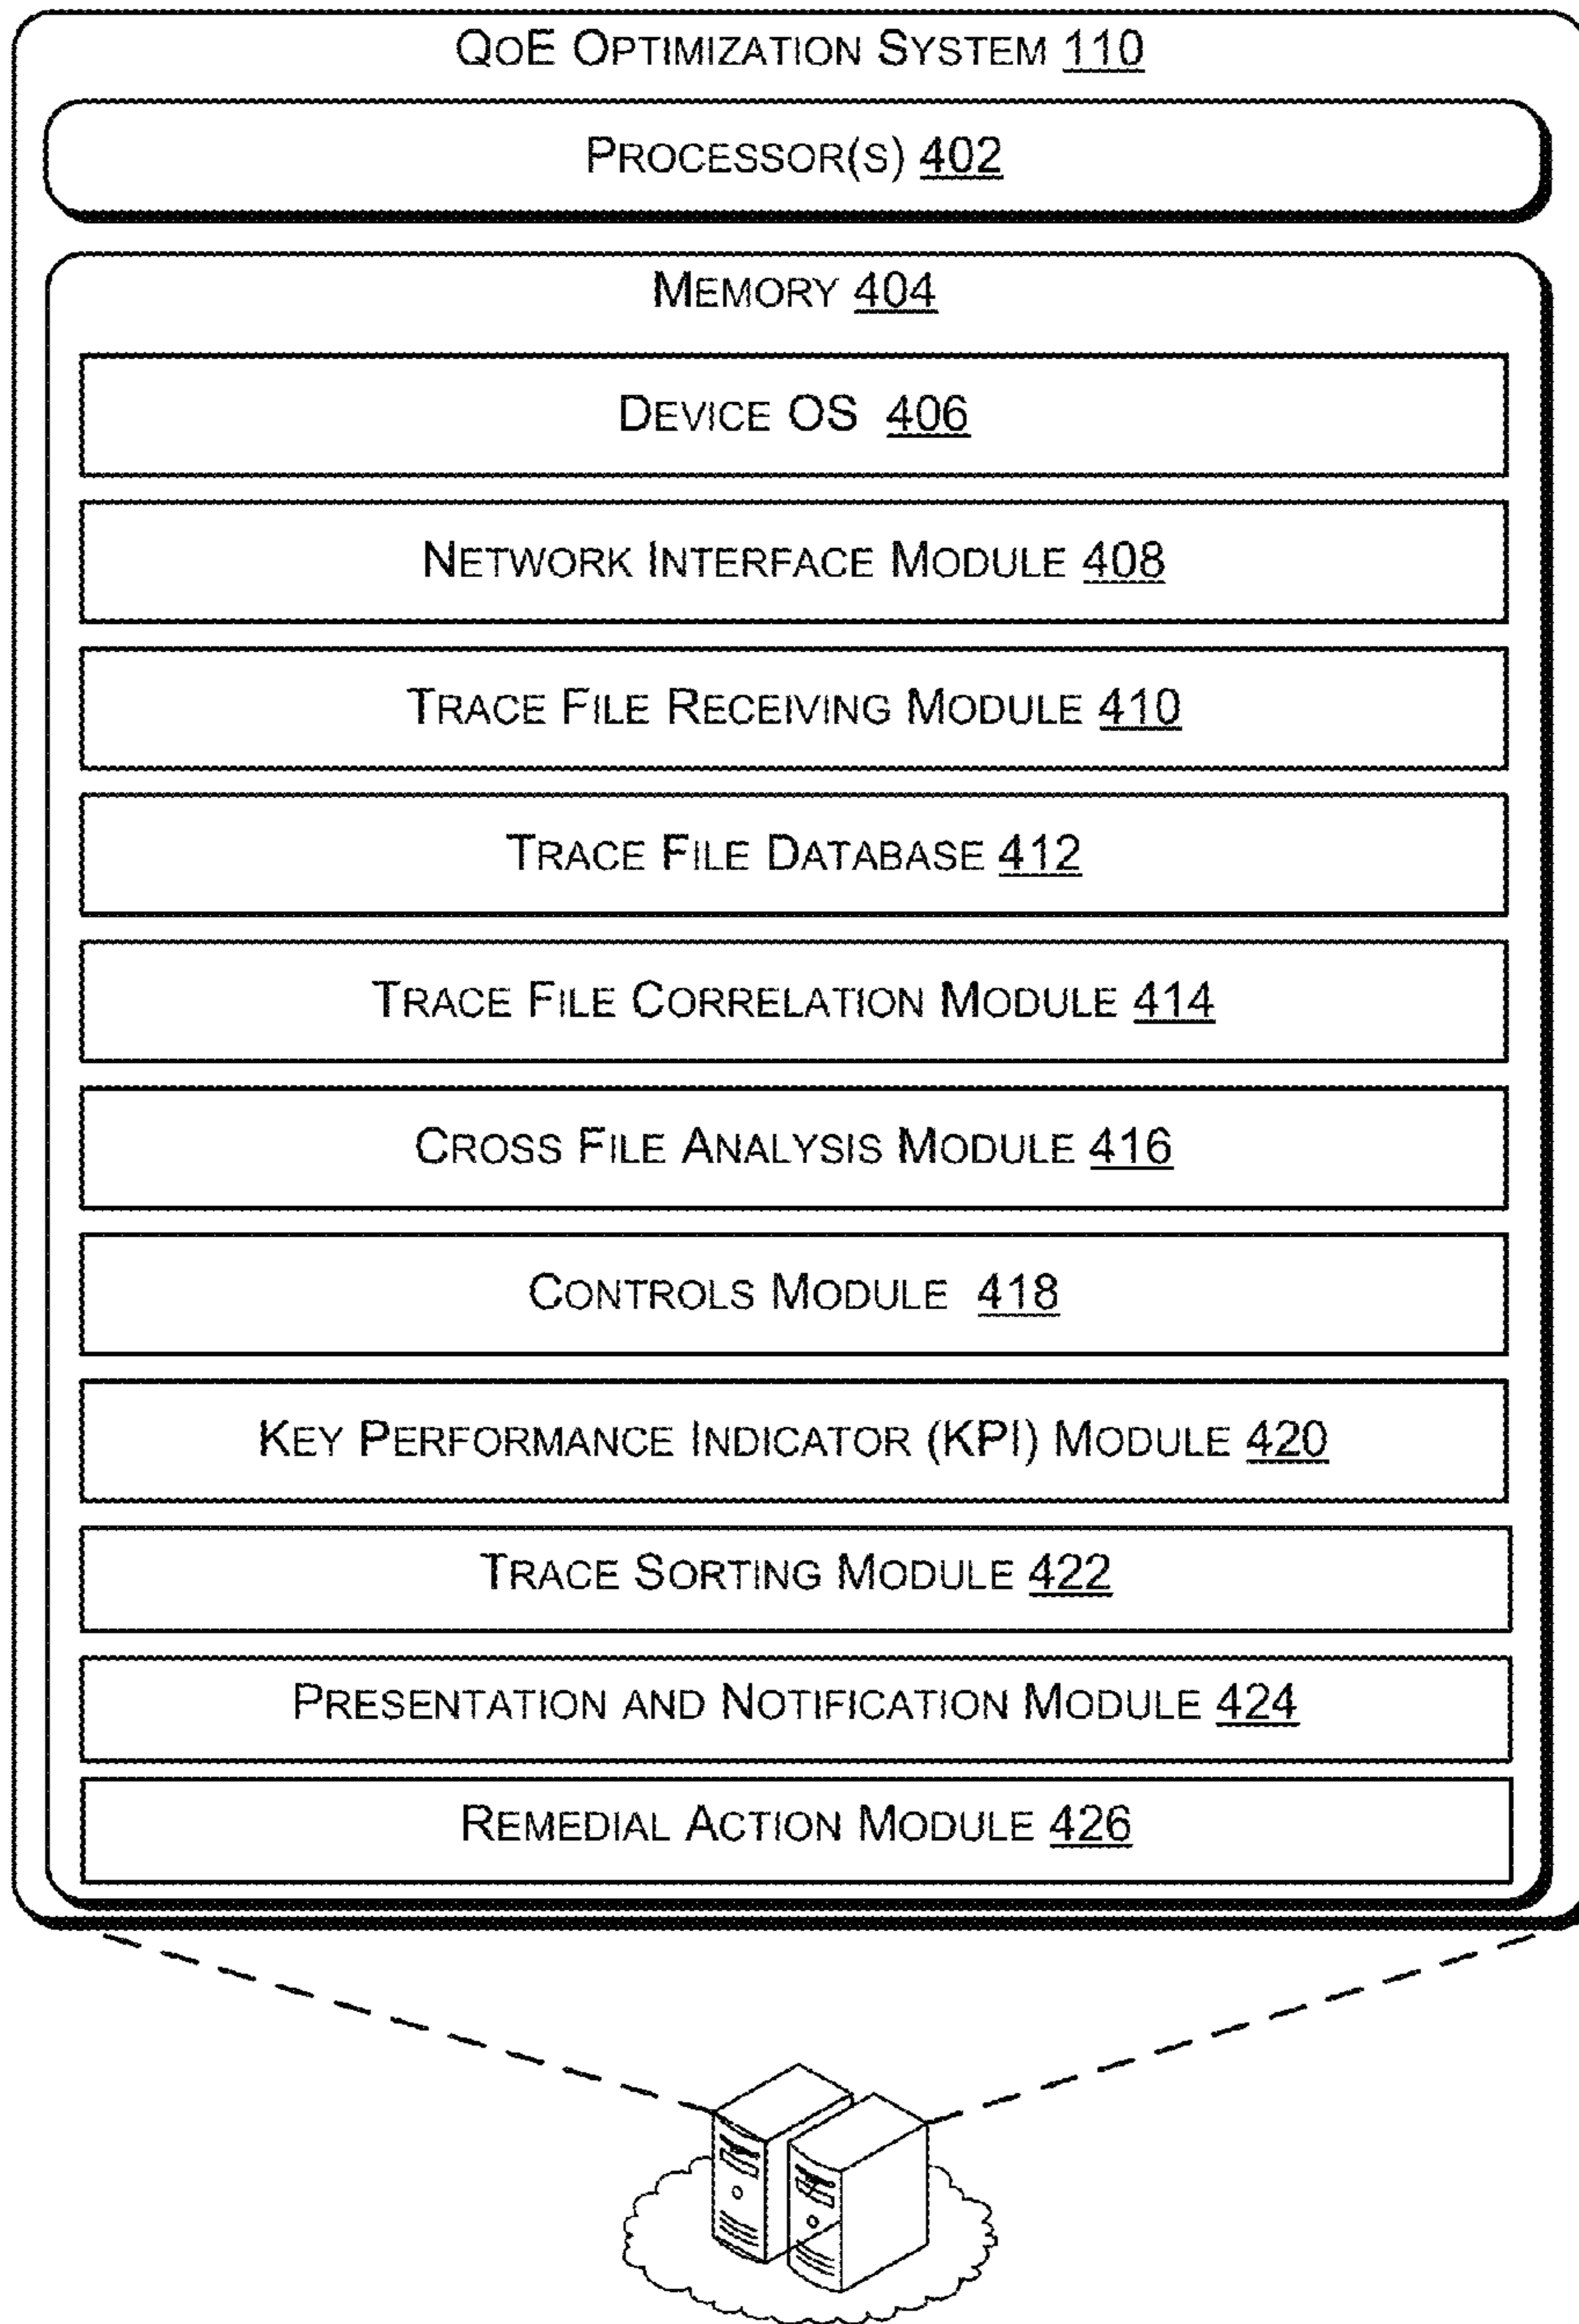 QoE Optimization System 110
Processor(s) 402
Memory 404
Device OS 406
Network Interface Module 408
Trace File Receiving Module 410
Trace File Database 412
Trace File Correlation Module 414
Cross File Analysis Module 416
Controls Module 418
Key Performance Indicator (KPI) Module 420
Trace Sorting Module 422
Presentation and Notification Module 424
Remedial Action Module 426